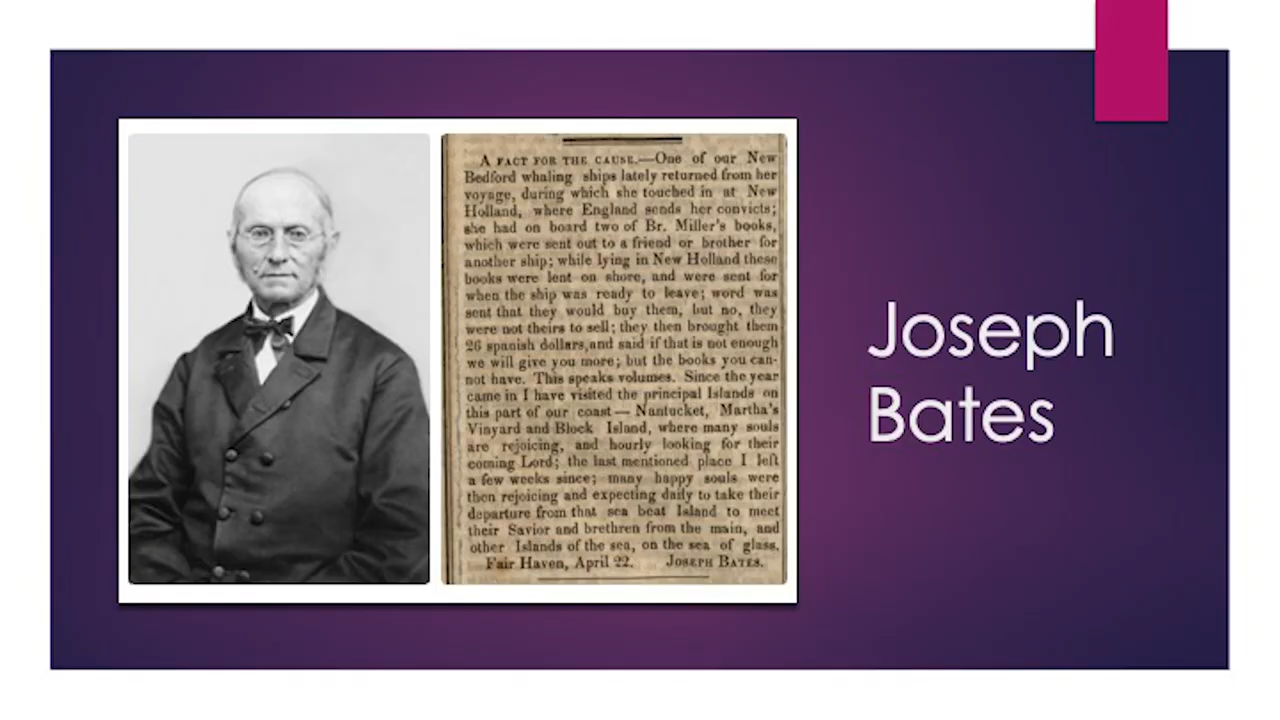 A FACT FOR THE CAUSE.—One of our New
Bedford whaling ships lately returned from her
voyage, during which she touched in at New
Holland, where England sends her convicts;
she had on board two of Br. Miller's books,
which were sent out to a friend or brother for
another ship; while lying in New Holland these
books were lent on shore, and were sent for
when the ship was ready to leave; word was
sent that they would buy them, but no, they
were not theirs to sell; they then brought them
26 spanish dollars, and said if that is not enough
we will give you more; but the books you can-
not have. This speaks volumes. Since the year
came in I have visited the principal Islands on
this part of our coast— Nantucket, Martha's
Vinyard and Block Island, where many souls
are rejoicing, and hourly looking for their
coming Lord; the last mentioned place I left
a few weeks since; many happy souls were
then rejoicing and expecting daily to take their
departure from that sea beat Island to meet
their Savior and brethren from the main, and
other Islands of the sea, on the sea of glass.
Fair Haven, April 22. JOSEPH BATES.
Joseph
Bates